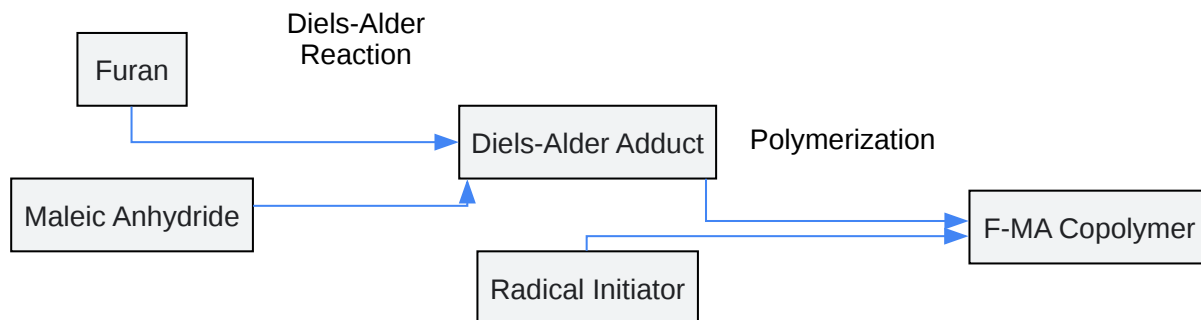 Diels-Alder
Reaction
Furan
Diels-Alder Adduct
Polymerization
Maleic Anhydride
F-MA Copolymer
Radical Initiator